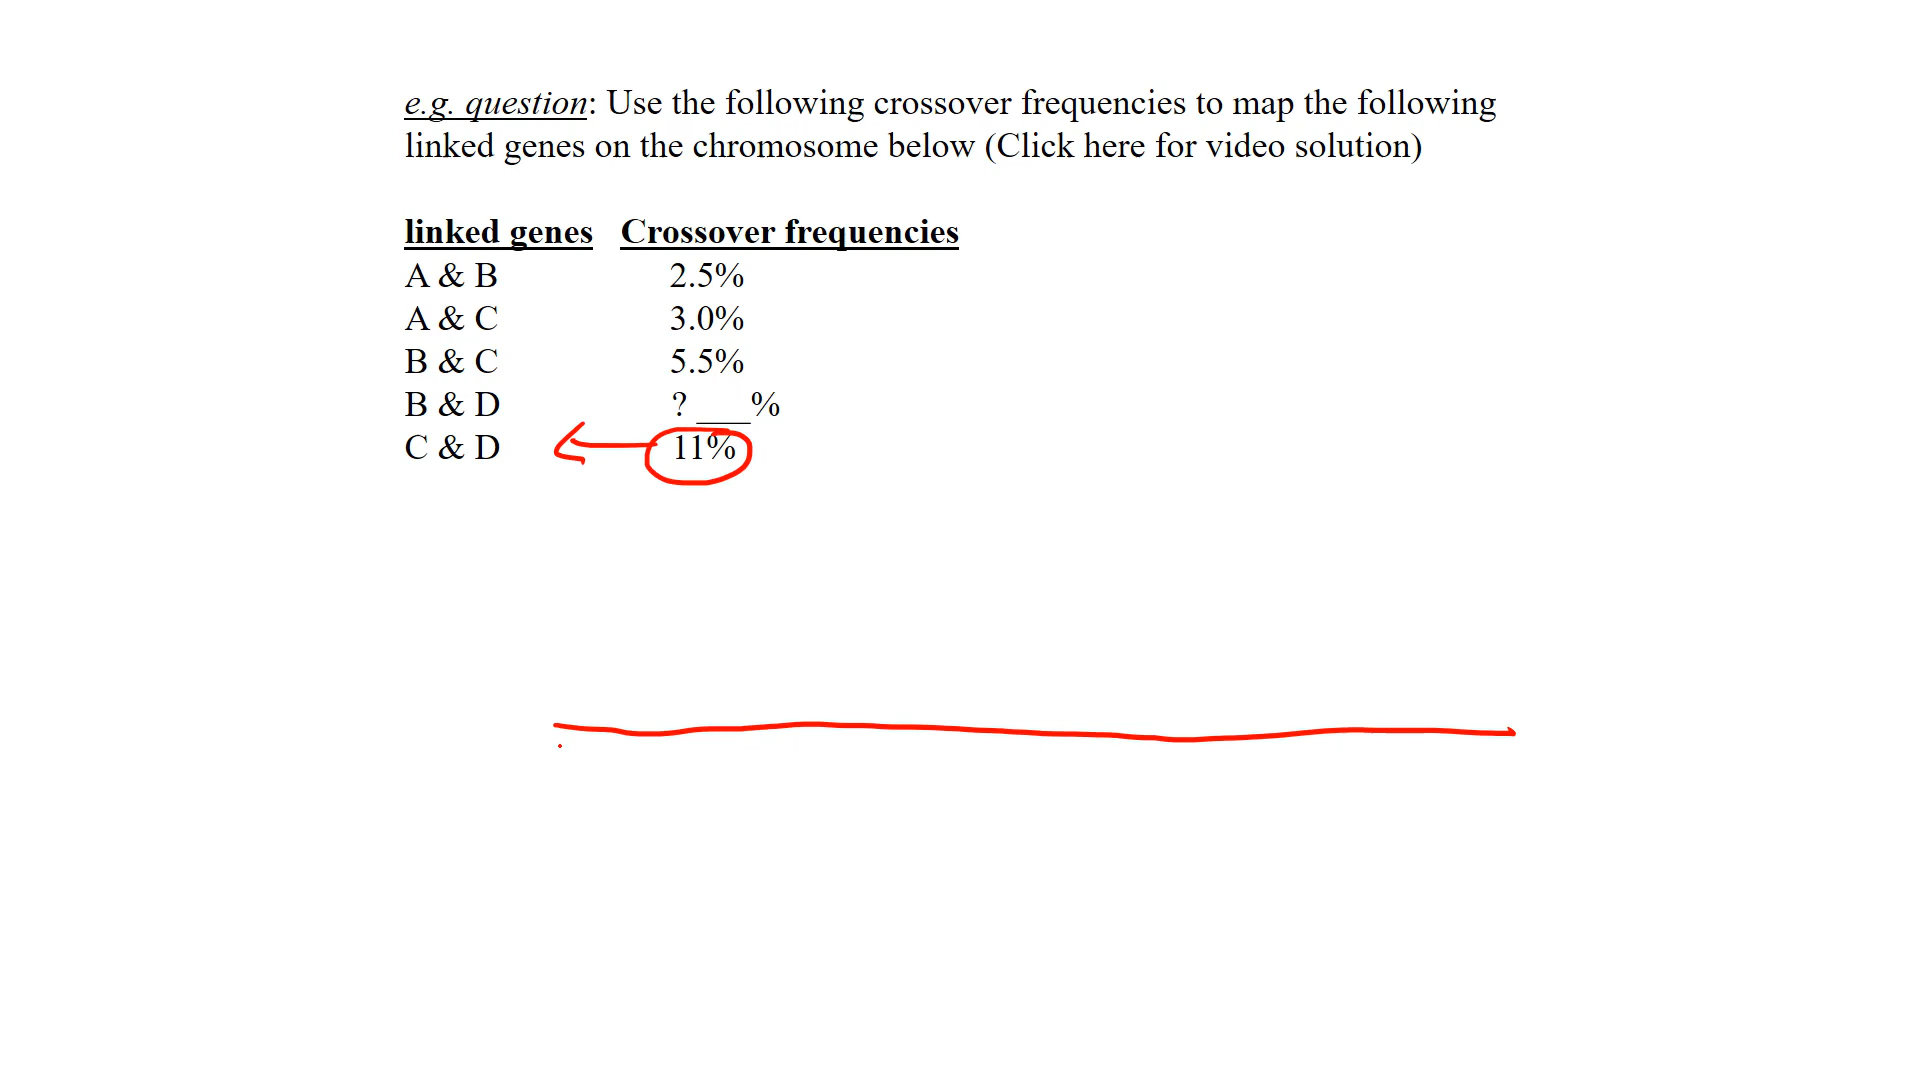 e.g. question: Use the following crossover frequencies to map the following
linked genes on the chromosome below (Click here for video solution)
linked genes Crossover frequencies
A & B 2.5%
A & C 3.0%
B & C 5.5%
B & D ? ___%
C & D 11%